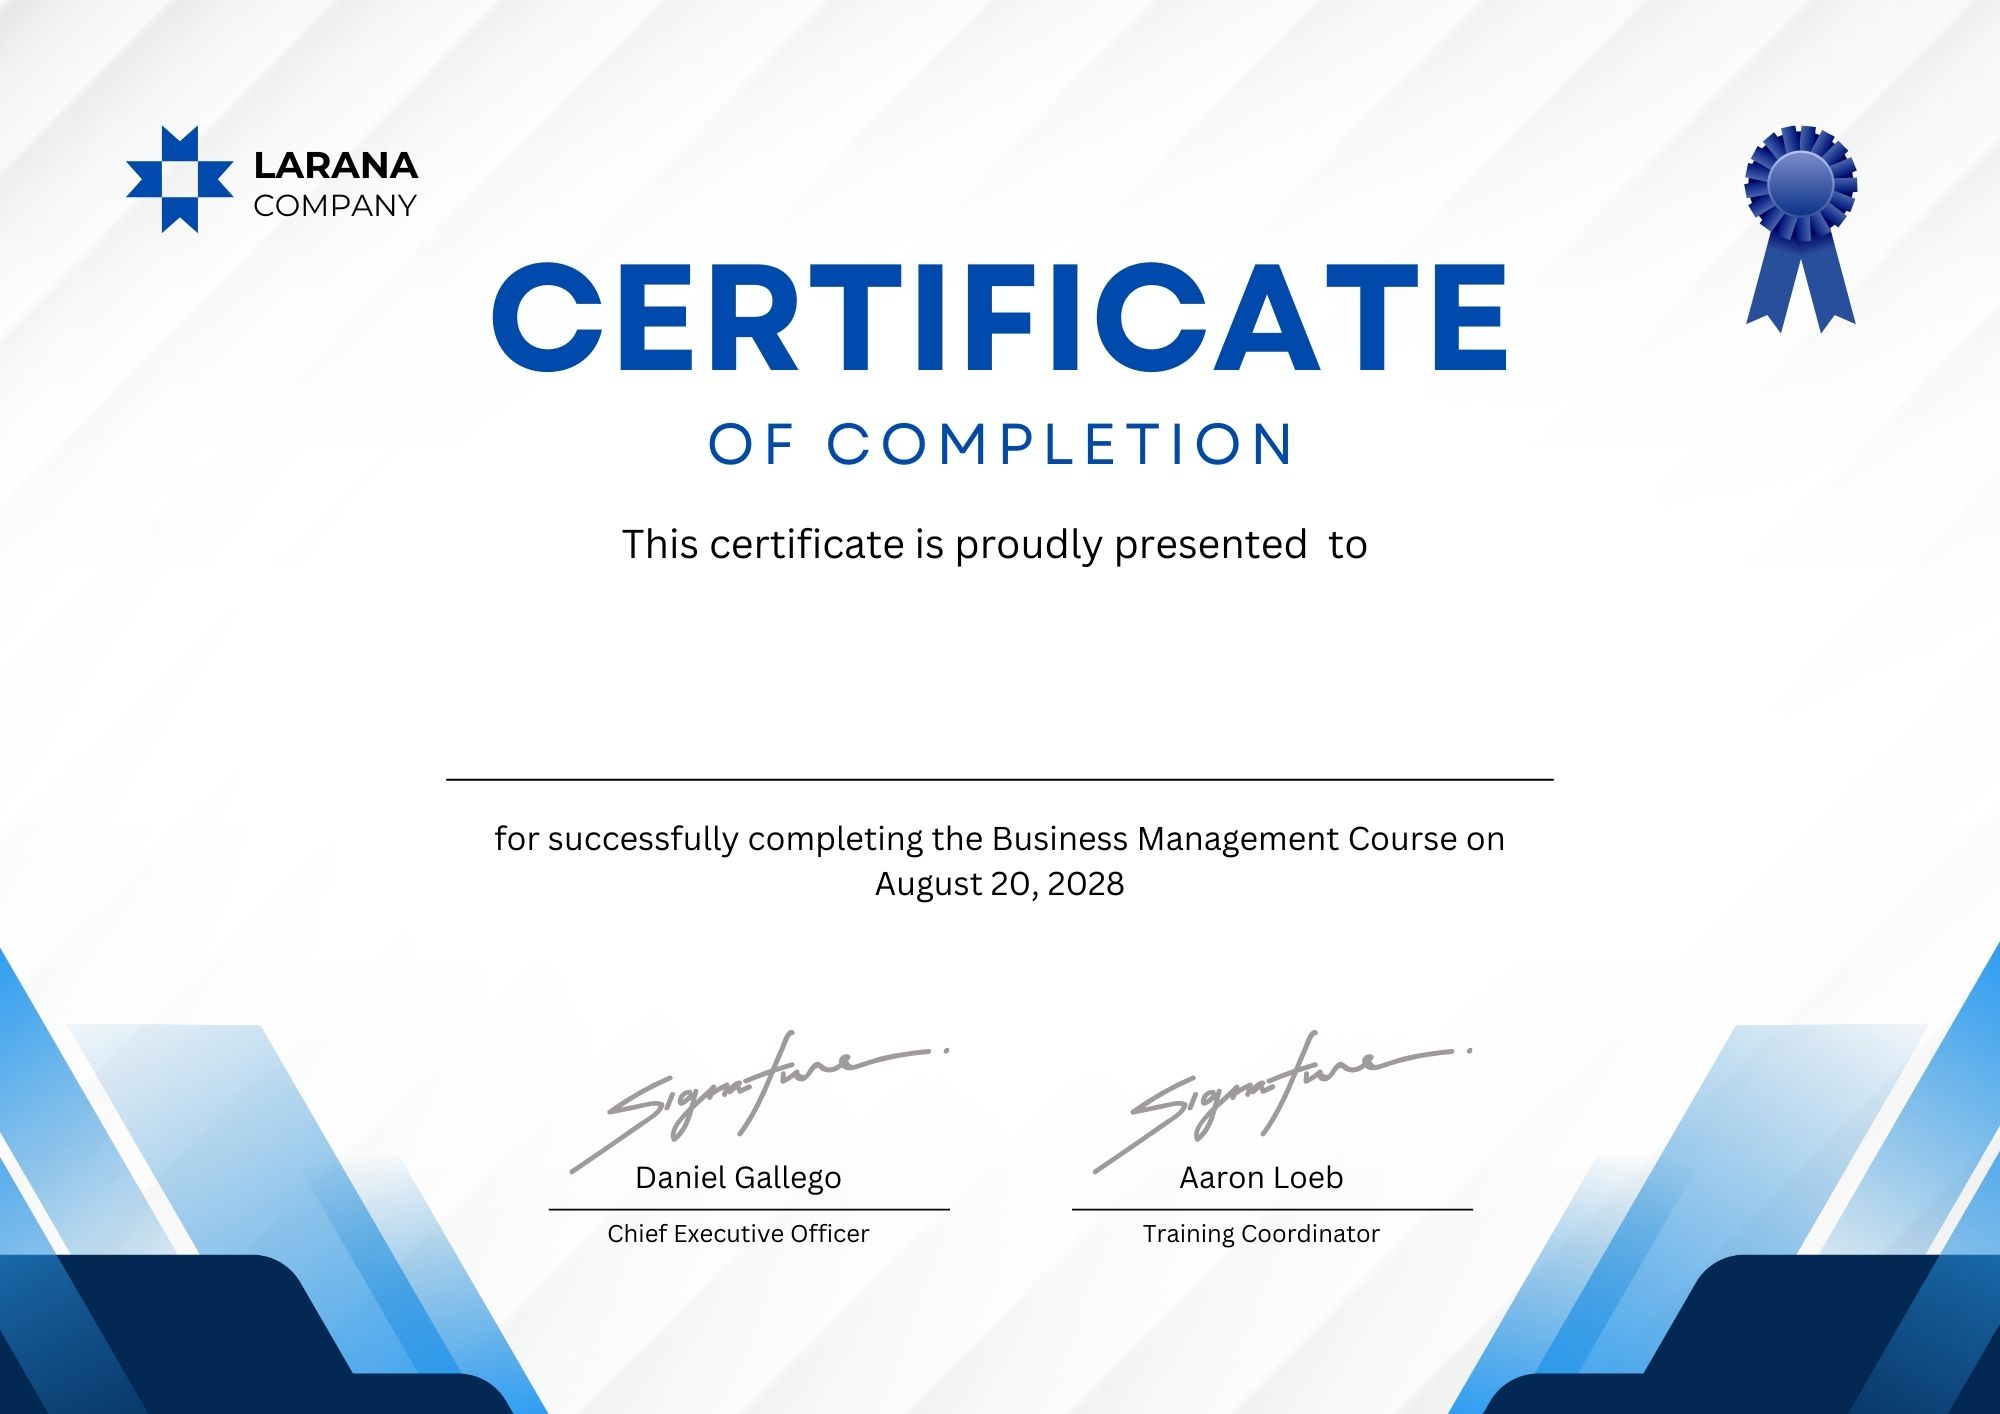 LARANA
COMPANY
CERTIFICATE
OF COMPLETION
This certificate is proudly presented  to
for successfully completing the Business Management Course on
August 20, 2028
Signature
Signature
Daniel Gallego
Aaron Loeb
Chief Executive Officer
Training Coordinator